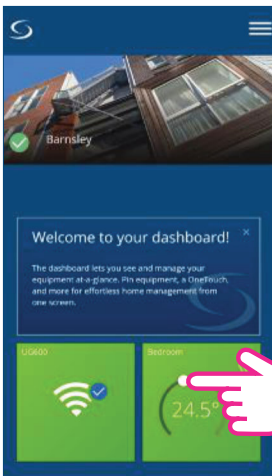 Barnsley
Welcome to your dashboard!
The dashboard lets you see and manage your
equipment at-a-glance. Pin equipment, a OneTouch,
and more for effortless home management from
one screen.
UG600
Bedroom
24.5°